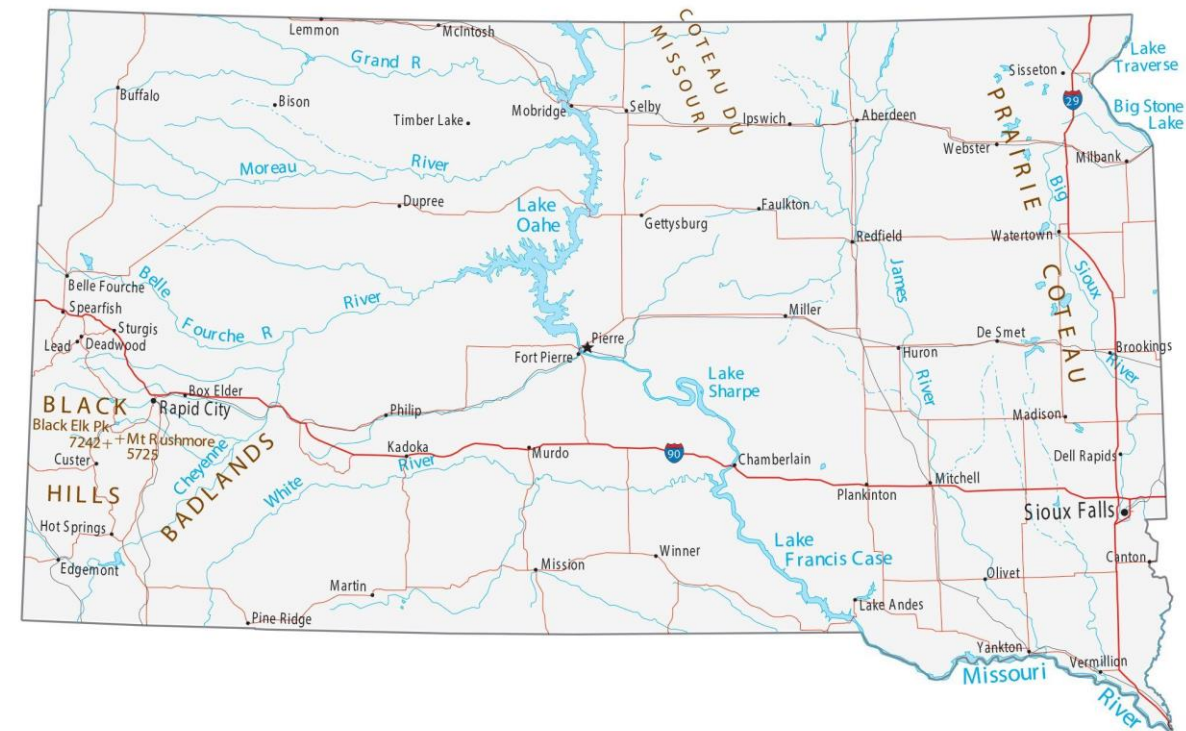 Lemmon
McIntosh
COTEAU DU
MISSOURI
Lake
Traverse
Grand R
Sisseton
Buffalo
Bison
Mobridge
Selby
29
Big Stone
Lake
Timber Lake
Ipswich
Aberdeen
PRAIRIE
COTEAU
Webster
Milbank
Moreau
River
Big
Sioux
River
Dupree
Lake
Oahe
Gettysburg
Faulkton
Redfield
Watertown
James
River
Belle Fourche
Belle
Fourche R
River
Spearfish
Sturgis
Lead
Deadwood
Miller
De Smet
Pierre
Fort Pierre
Huron
Brookings
Lake
Sharpe
Box Elder
BLACK
HILLS
Rapid City
Black Elk Pk
7242+
+Mt Rushmore
5725
Philip
Madison
Custer
Cheyenne
BADLANDS
Kadoka
White
River
Murdo
90
Chamberlain
Dell Rapids
Plankinton
Mitchell
Sioux Falls
Hot Springs
Edgemont
Lake
Francis Case
Winner
Mission
Canton
Martin
Olivet
Pine Ridge
Lake Andes
Yankton
Vermillion
Missouri
River